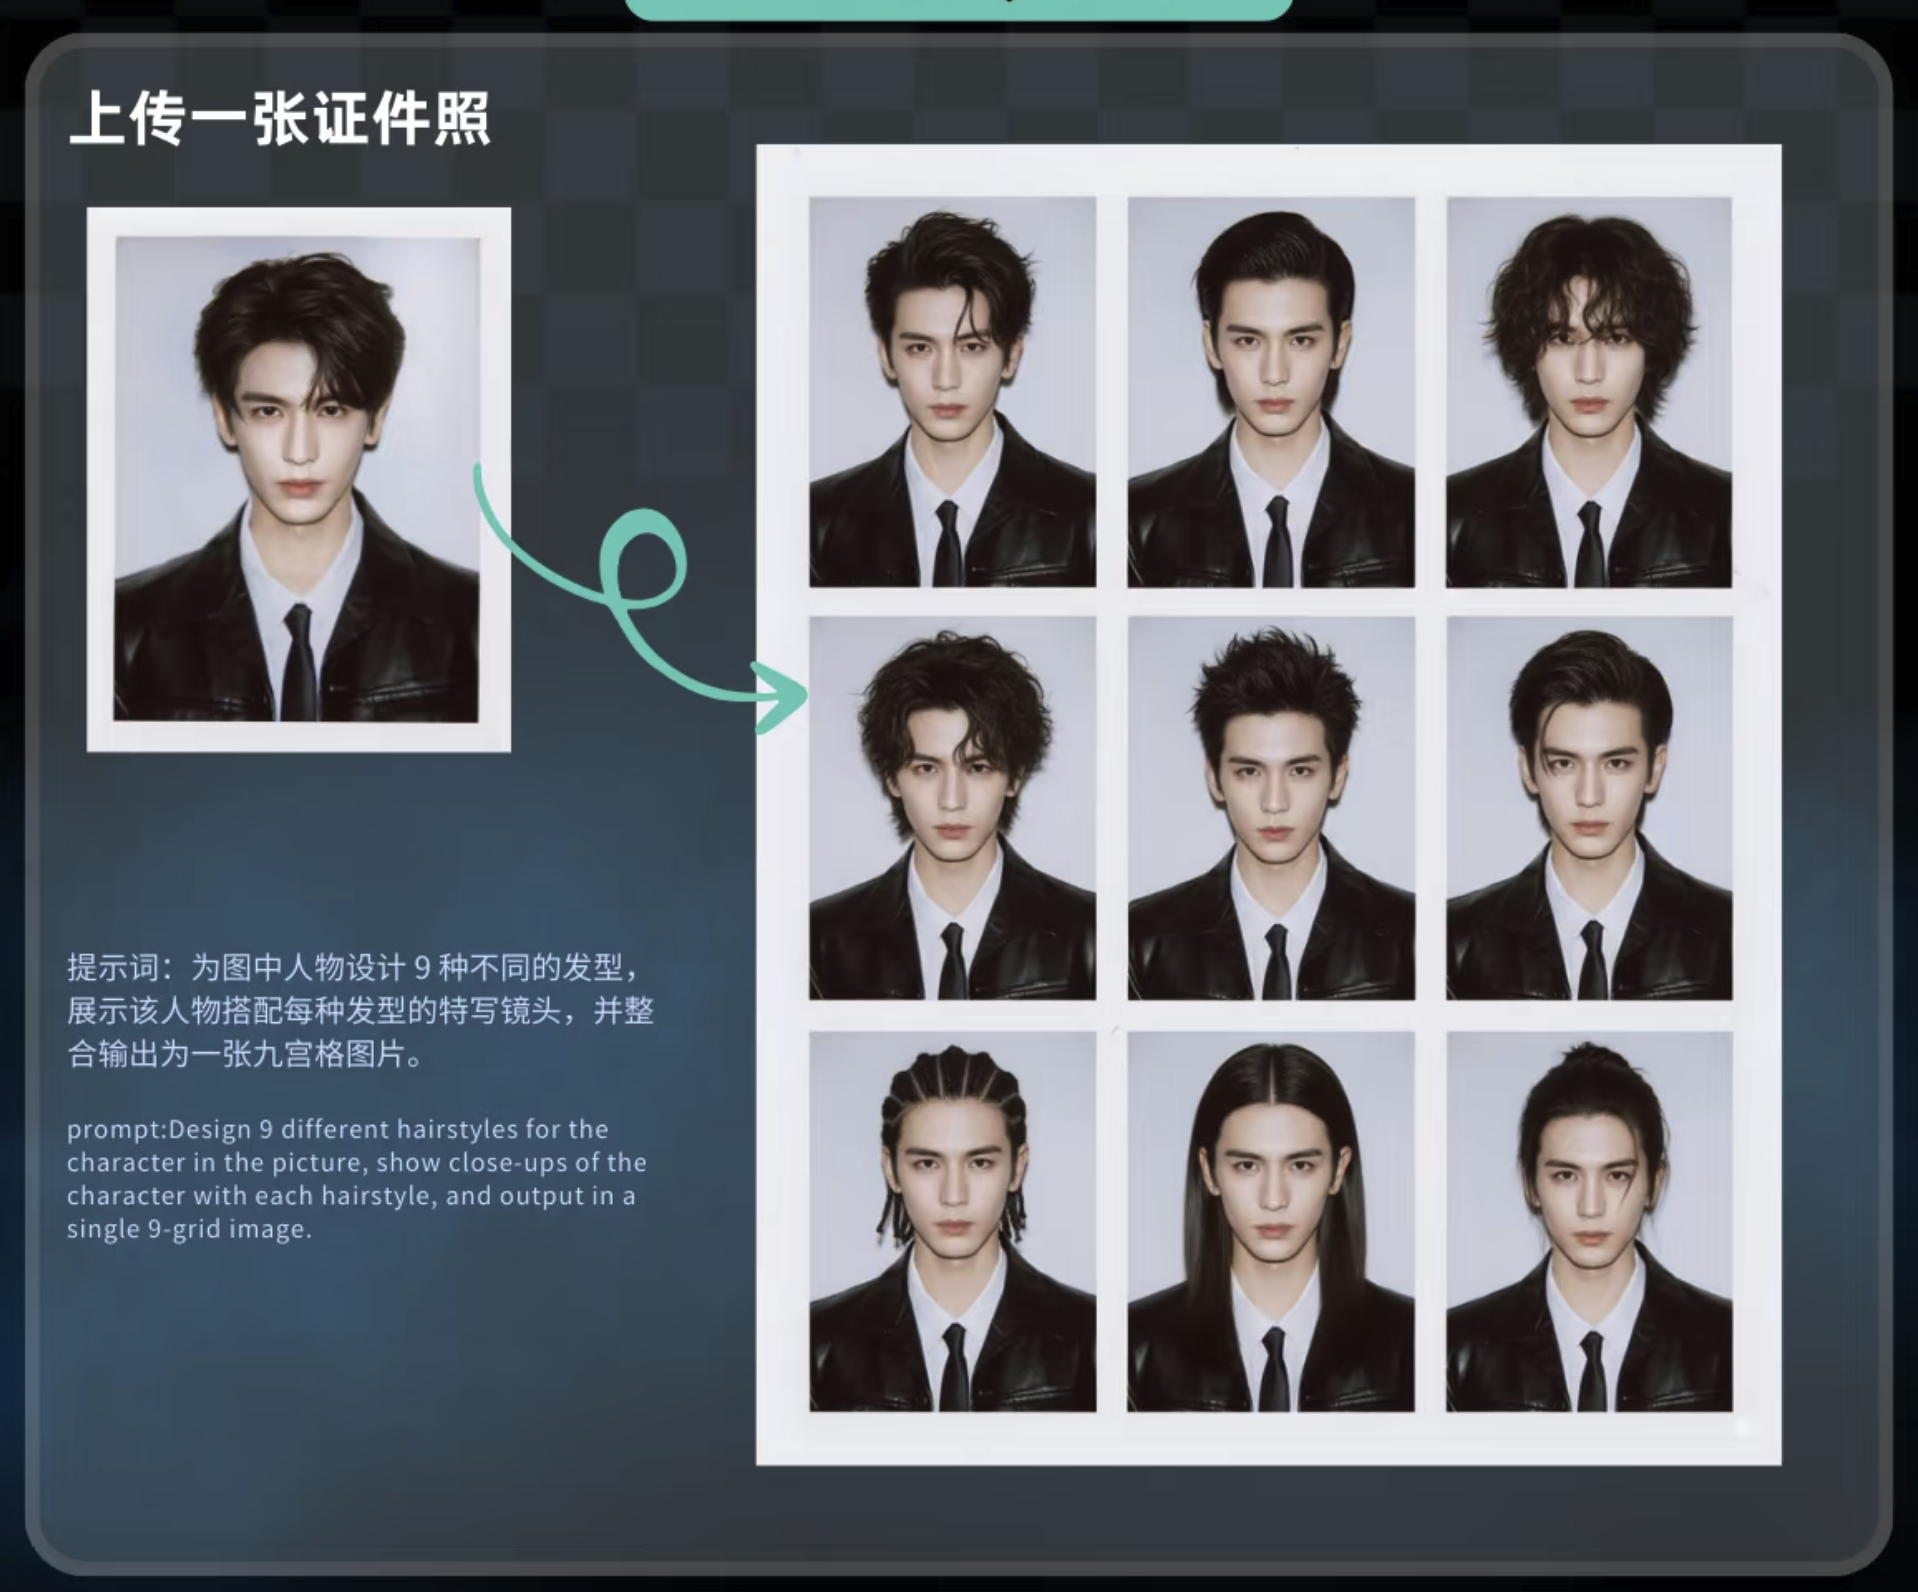 上传一张证件照
提示词：为图中人物设计 9 种不同的发型，
展示该人物搭配每种发型的特写镜头，并整
合输出为一张九宫格图片。
prompt:Design 9 different hairstyles for the
character in the picture, show close-ups of the
character with each hairstyle, and output in a
single 9-grid image.